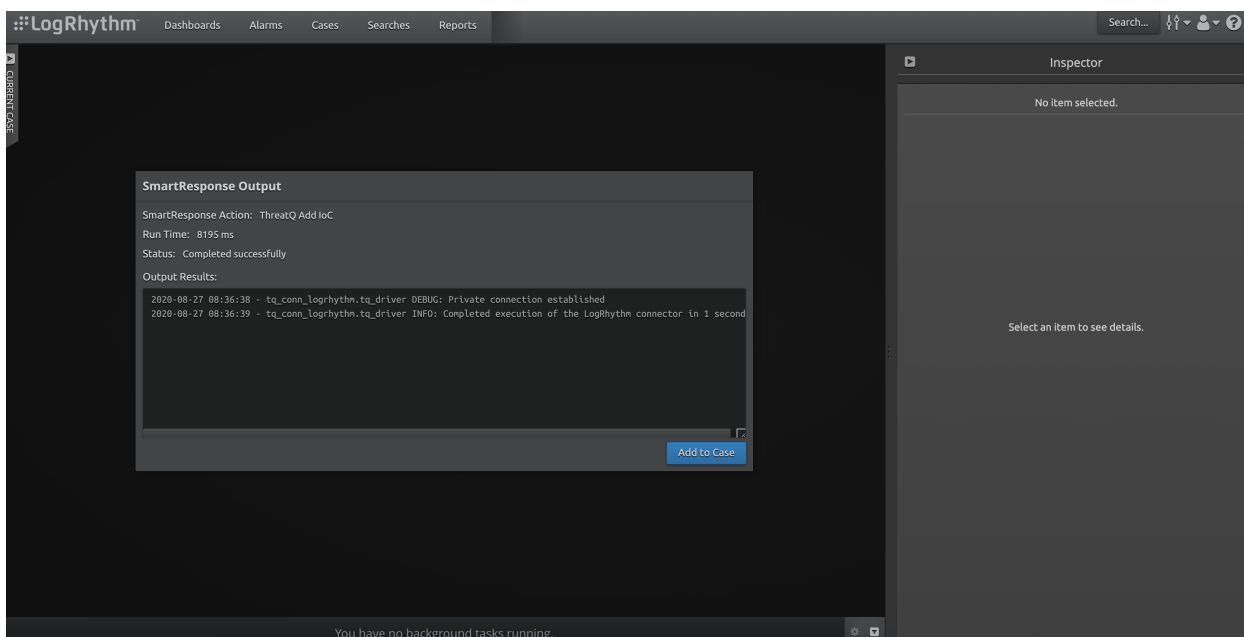 LogRhythm Dashboards Alarms Cases Searches Reports Search...
CURRENT CASE
Inspector
No item selected.
SmartResponse Output
SmartResponse Action: ThreatQ Add IoC
Run Time: 8195 ms
Status: Completed successfully
Output Results:
2020-08-27 08:36:38 - tq_conn_logrhythm.tq_driver DEBUG: Private connection established
2020-08-27 08:36:39 - tq_conn_logrhythm.tq_driver INFO: Completed execution of the LogRhythm connector in 1 second
Select an item to see details.
Add to Case
You have no background tasks running.